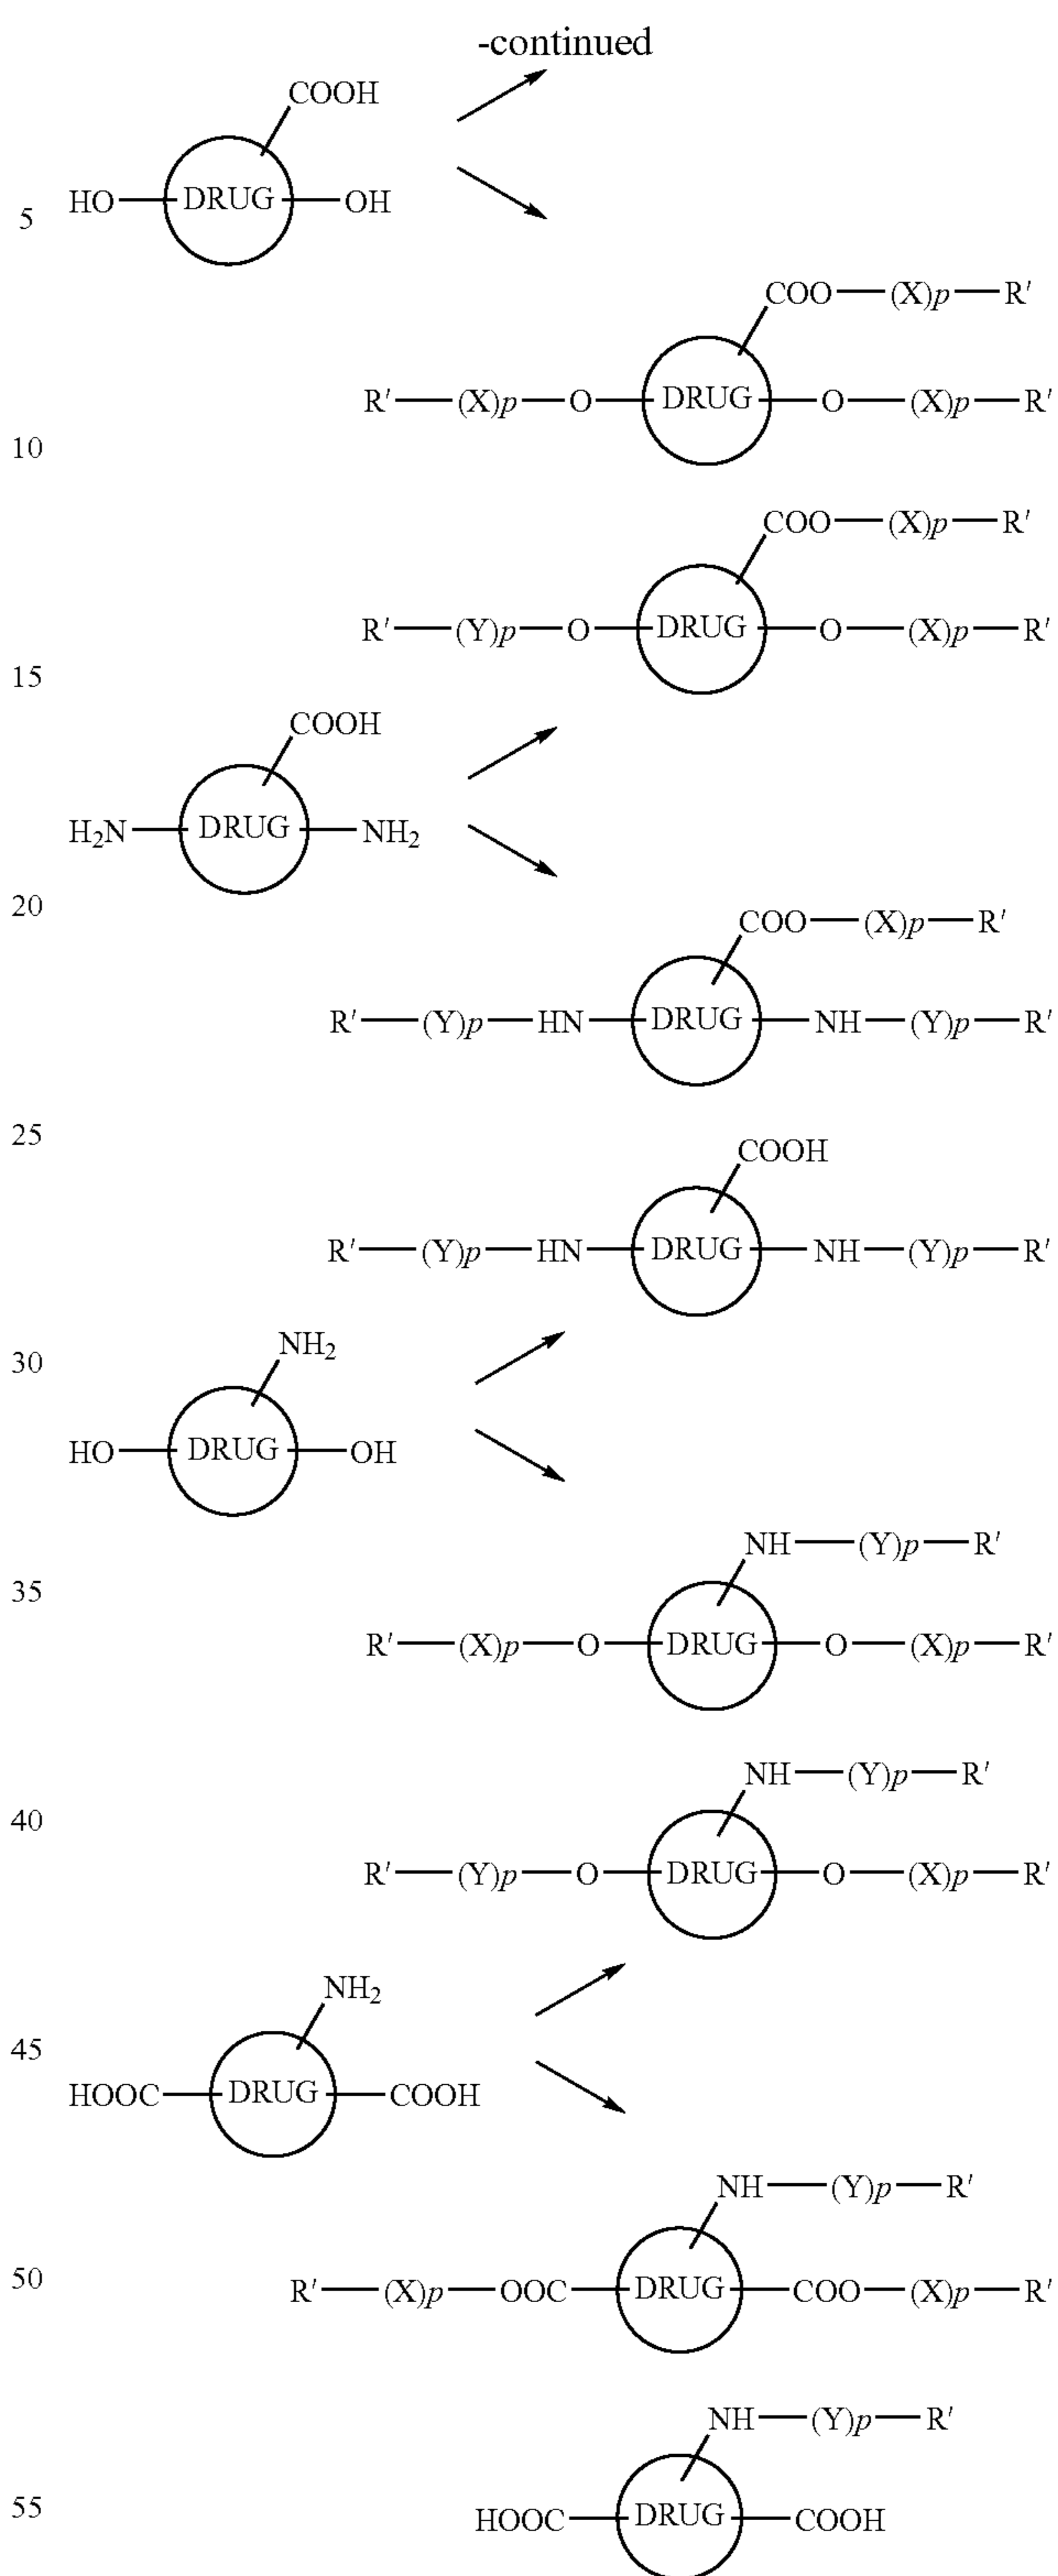 -continued
COOH
5 HO—DRUG—OH
COO—(X)p—R'
R'—(X)p—O—DRUG—O—(X)p—R'
10
COO—(X)p—R'
R'—(Y)p—O—DRUG—O—(X)p—R'
15
COOH
H₂N—DRUG—NH₂
20
COO—(X)p—R'
R'—(Y)p—HN—DRUG—NH—(Y)p—R'
25
COOH
R'—(Y)p—HN—DRUG—NH—(Y)p—R'
30 NH₂
HO—DRUG—OH
NH—(Y)p—R'
35
R'—(X)p—O—DRUG—O—(X)p—R'
NH—(Y)p—R'
40
R'—(Y)p—O—DRUG—O—(X)p—R'
NH₂
45
HOOC—DRUG—COOH
NH—(Y)p—R'
50 R'—(X)p—OOC—DRUG—COO—(X)p—R'
NH—(Y)p—R'
55 HOOC—DRUG—COOH